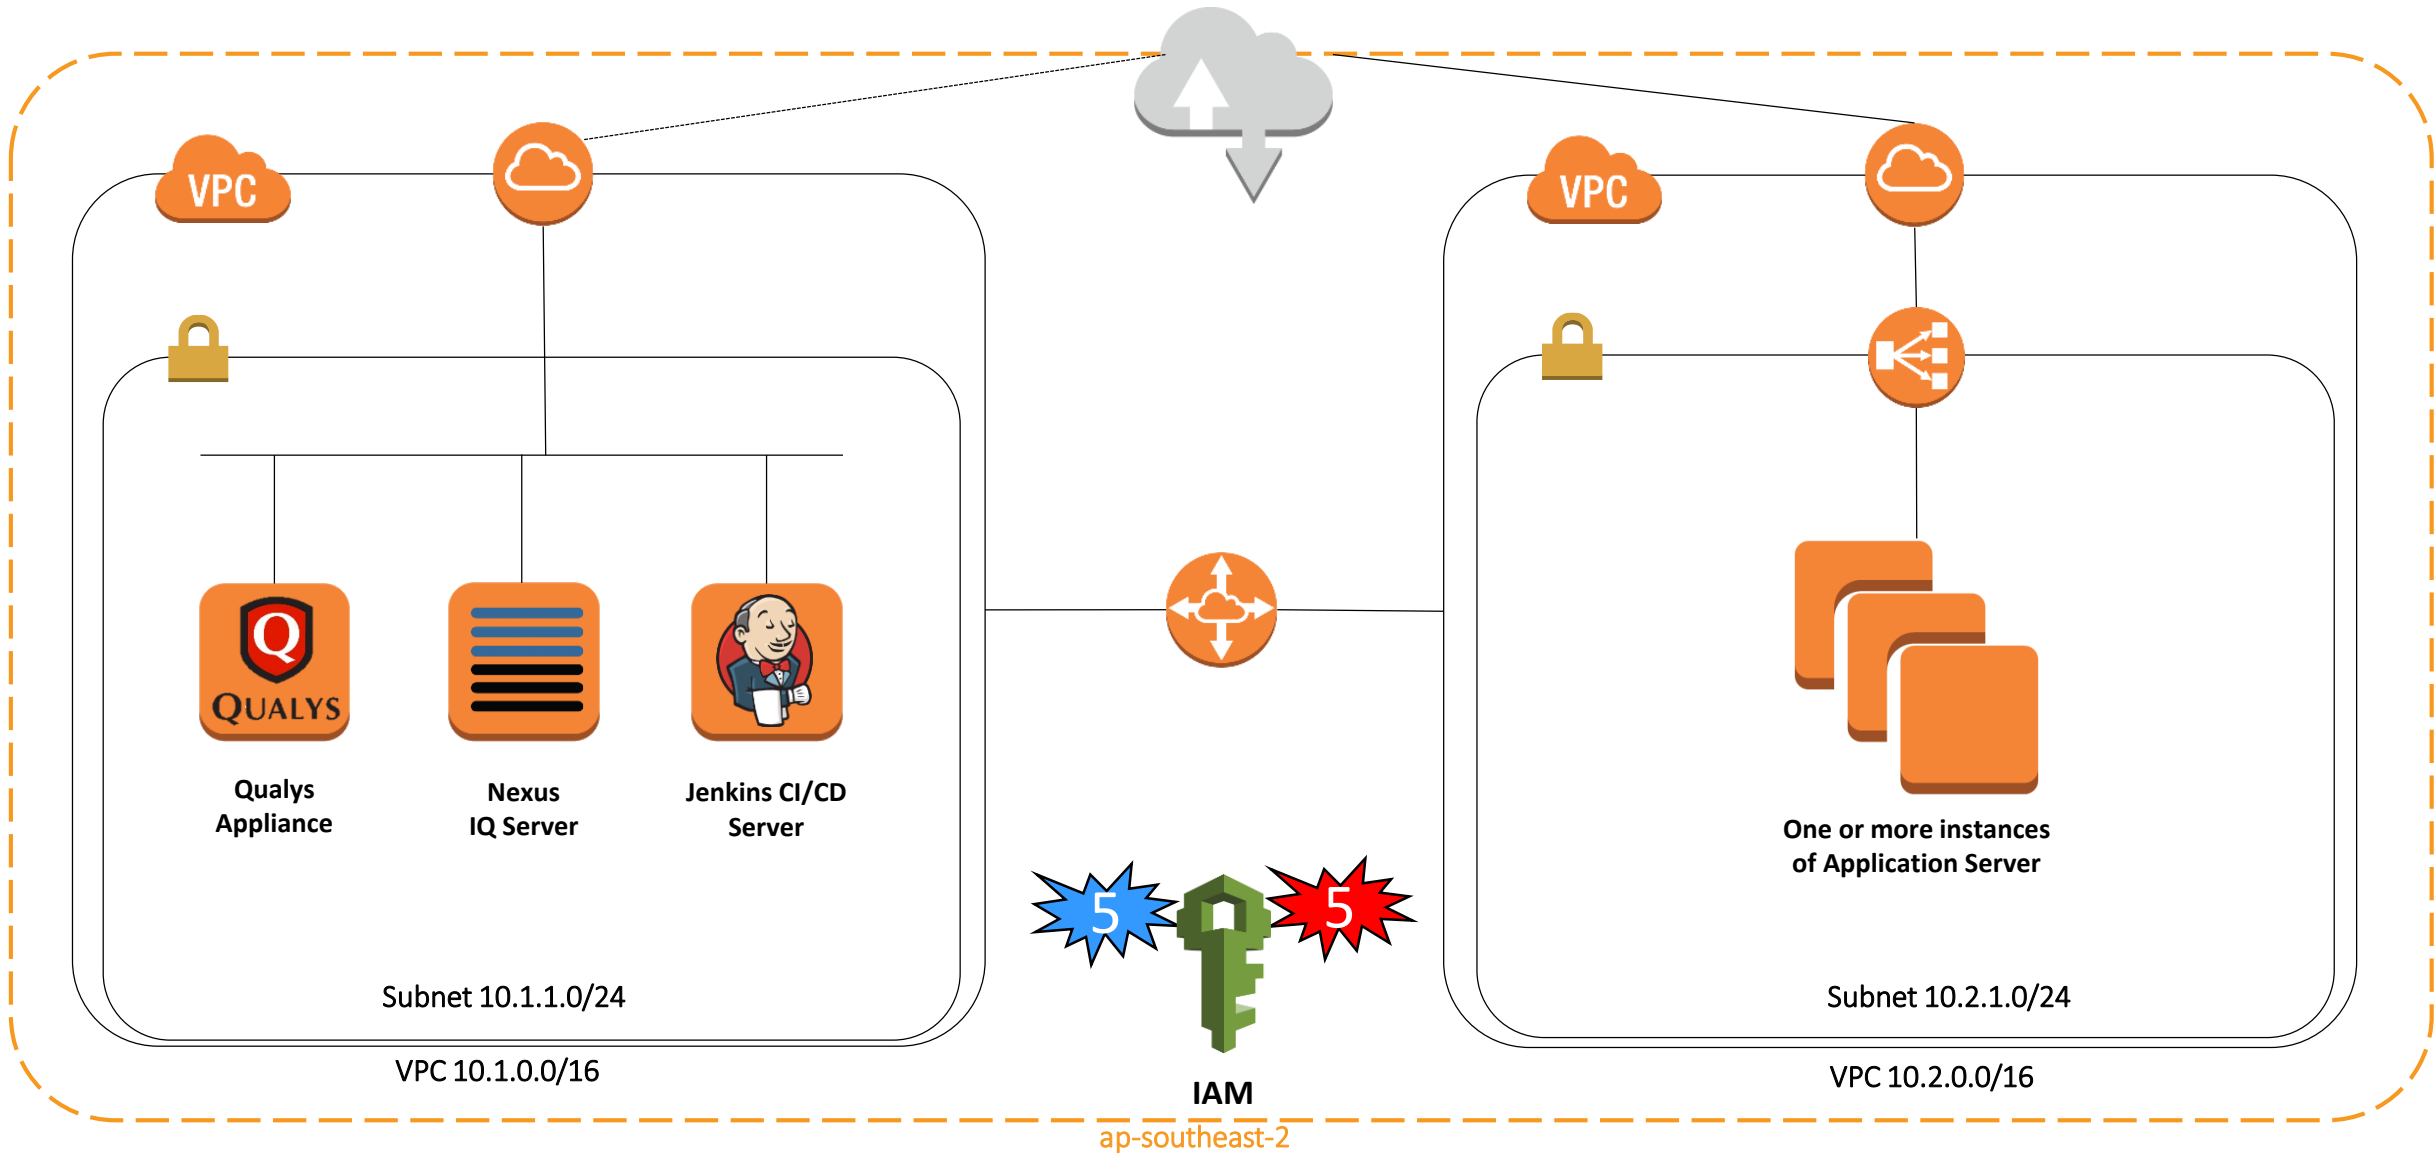 VPC
VPC
Q
QUALYS
Qualys
Appliance
Nexus
IQ Server
Jenkins CI/CD
Server
One or more instances
of Application Server
5
5
Subnet 10.1.1.0/24
Subnet 10.2.1.0/24
VPC 10.1.0.0/16
VPC 10.2.0.0/16
IAM
ap-southeast-2